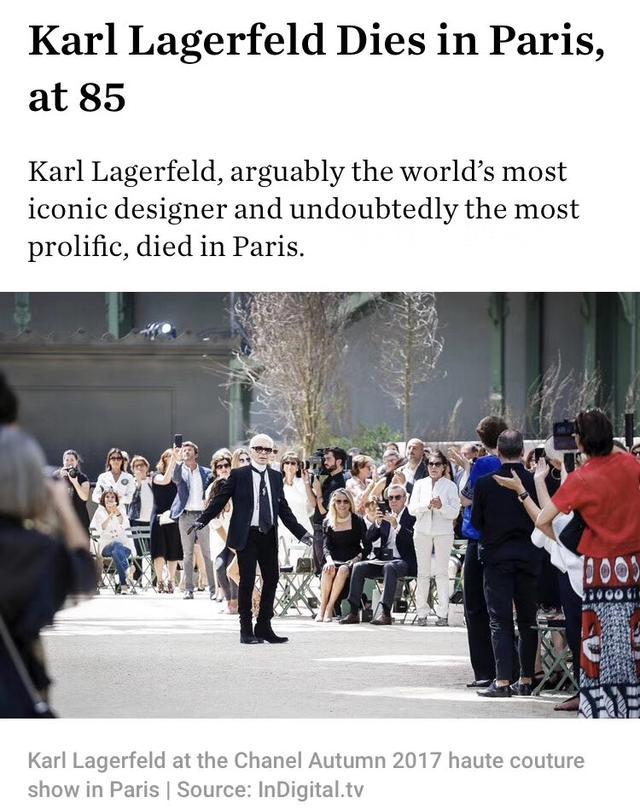 Karl Lagerfeld Dies in Paris,
at 85
Karl Lagerfeld, arguably the world’s most
iconic designer and undoubtedly the most
prolific, died in Paris.
Karl Lagerfeld at the Chanel Autumn 2017 haute couture
show in Paris | Source: InDigital.tv